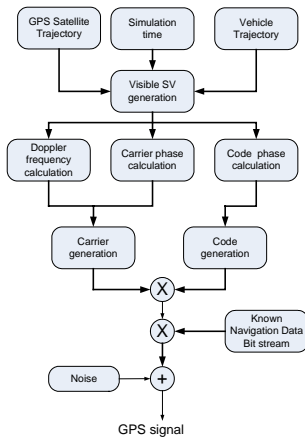 GPS Satellite
Trajectory
Simulation
time
Vehicle
Trajectory
Visible SV
generation
Doppler
frequency
calculation
Carrier phase
calculation
Code phase
calculation
Carrier
generation
Code
generation
X
X
Known
Navigation Data
Bit stream
Noise
+
GPS signal